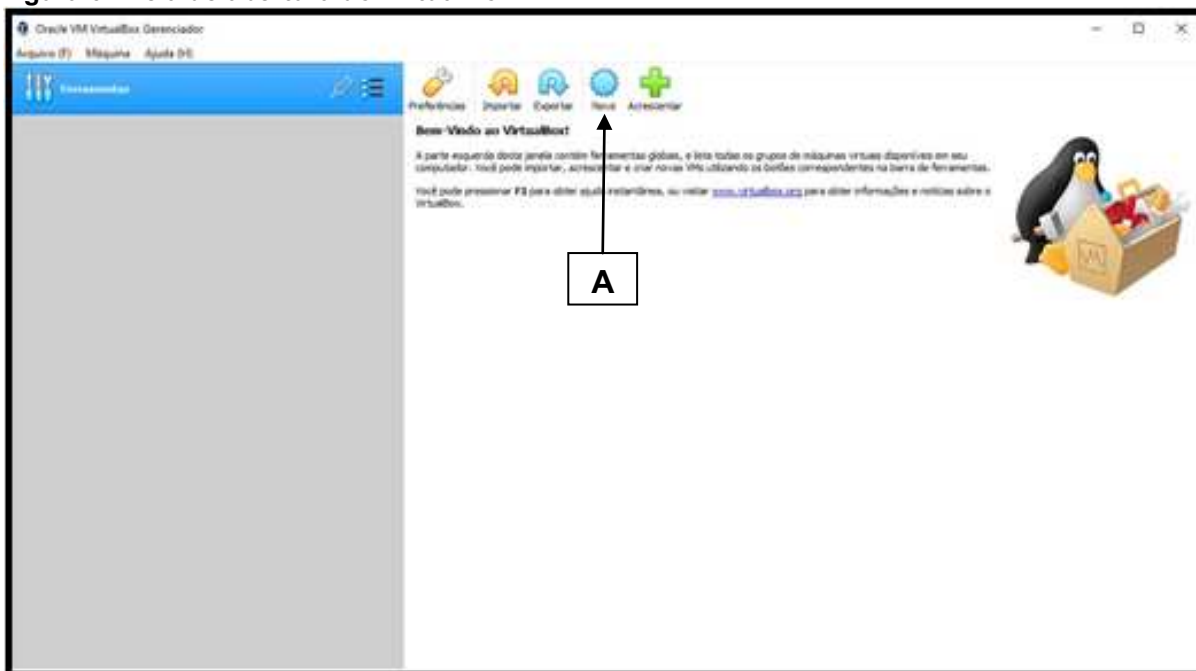 Oracle VM VirtualBox Gerenciador
Arquivo (F) Máquina Ajuda (H)
Ferramentas
Preferências Importar Exportar Novo Acrescentar
Bem-Vindo ao VirtualBox!
A parte esquerda desta janela contém ferramentas globais, e lista todas os grupos de máquinas virtuais disponíveis em seu
computador. Você pode importar, acrescentar e criar novas VMs utilizando os botões correspondentes na barra de ferramentas.
Você pode pressionar F1 para obter ajuda instantânea, ou visitar www.virtualbox.org para obter informações e notícias sobre o
VirtualBox.
A